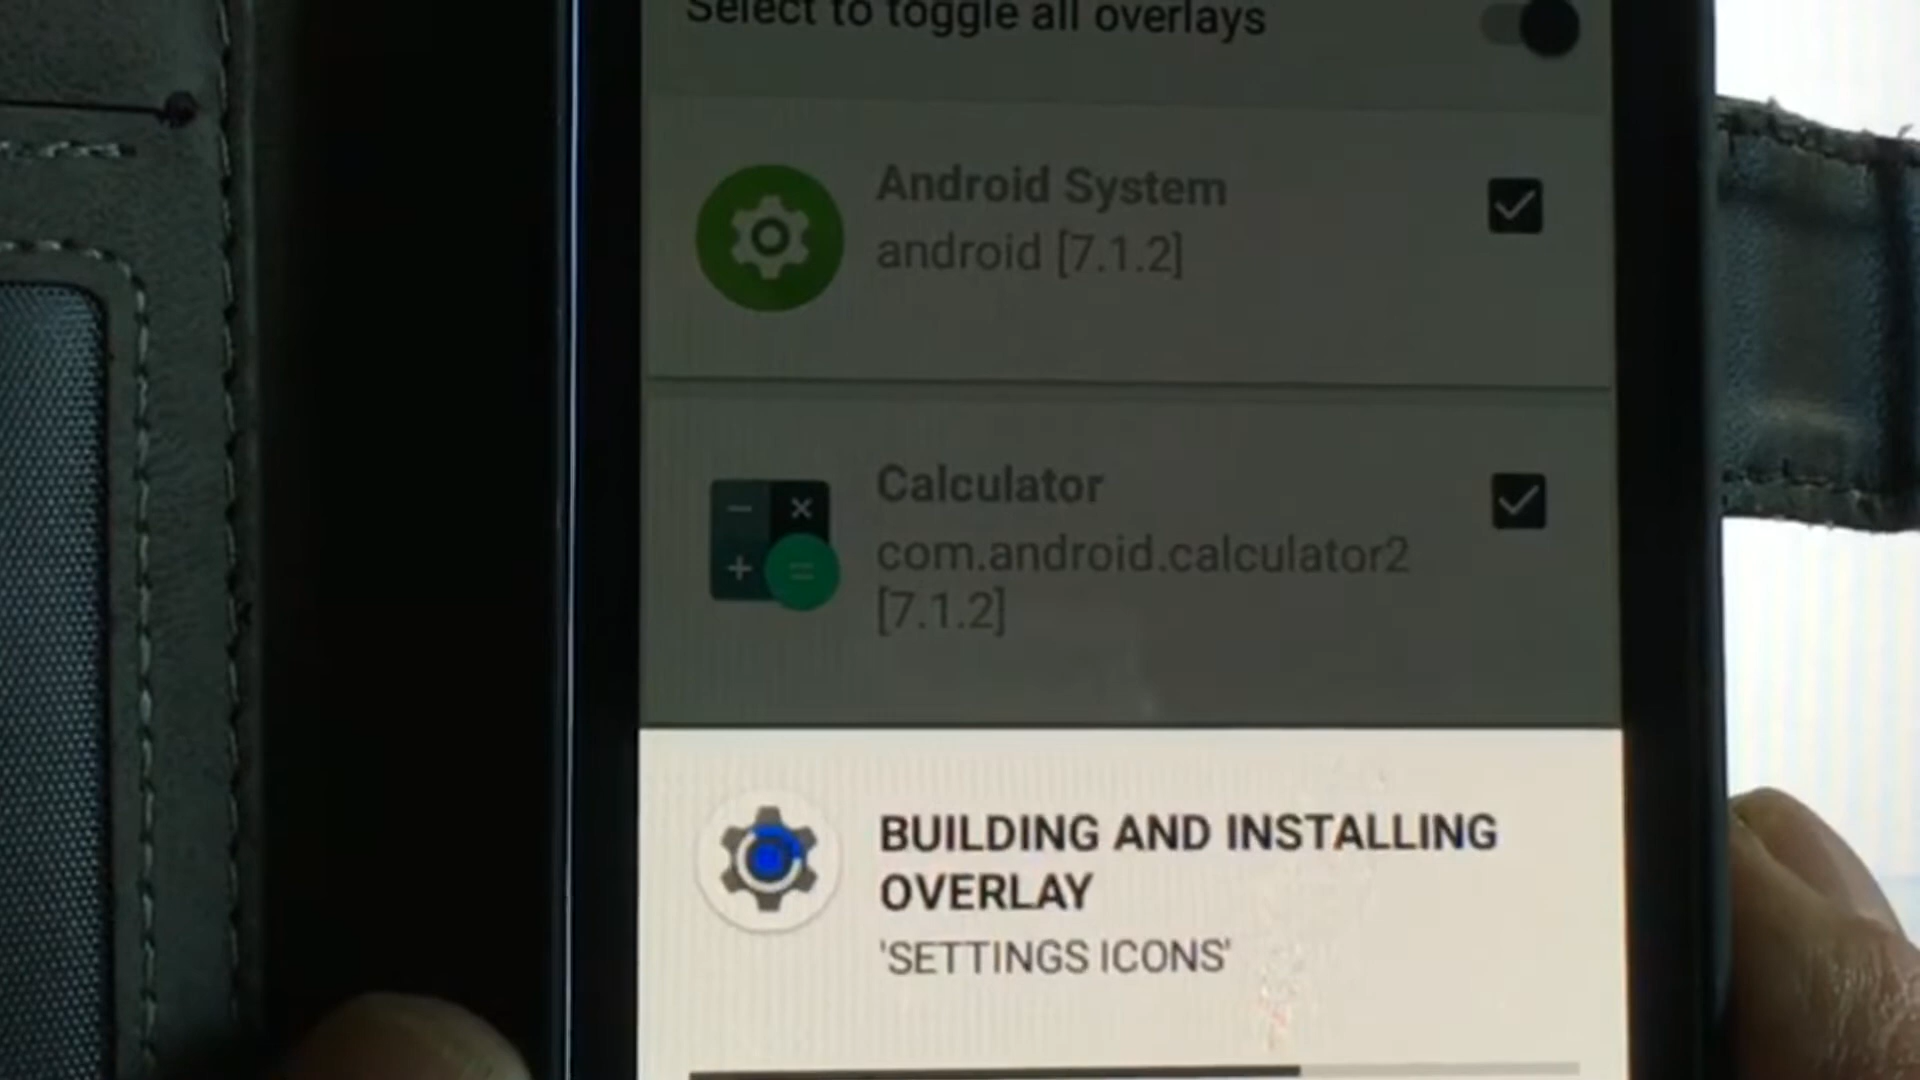 Select to toggle all overlays
Android System
android [7.1.2]
Calculator
com.android.calculator2
[7.1.2]
BUILDING AND INSTALLING
OVERLAY
'SETTINGS ICONS'